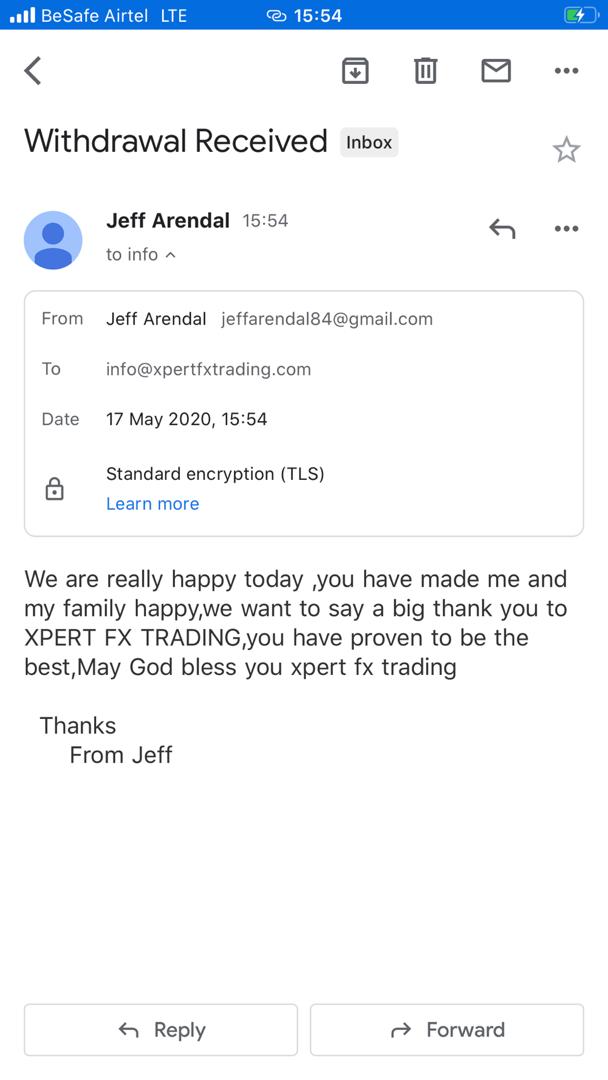 BeSafe Airtel LTE 15:54
Withdrawal Received Inbox
Jeff Arendal 15:54
to info
From Jeff Arendal jeffarendal84@gmail.com
To info@xpertfxtrading.com
Date 17 May 2020, 15:54
Standard encryption (TLS)
Learn more
We are really happy today ,you have made me and
my family happy,we want to say a big thank you to
XPERT FX TRADING,you have proven to be the
best,May God bless you xpert fx trading
Thanks
From Jeff
Reply Forward